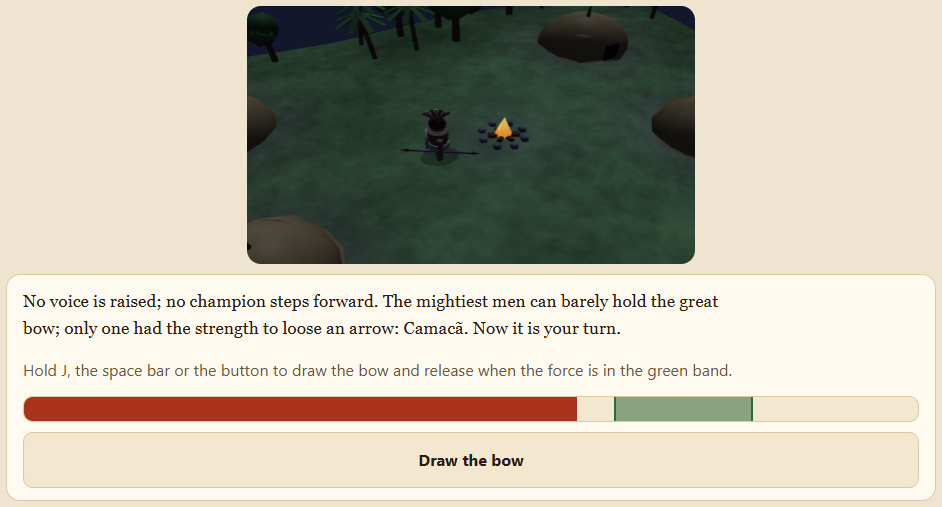 No voice is raised; no champion steps forward. The mightiest men can barely hold the great
bow; only one had the strength to loose an arrow: Camacã. Now it is your turn.
Hold J, the space bar or the button to draw the bow and release when the force is in the green band.
Draw the bow